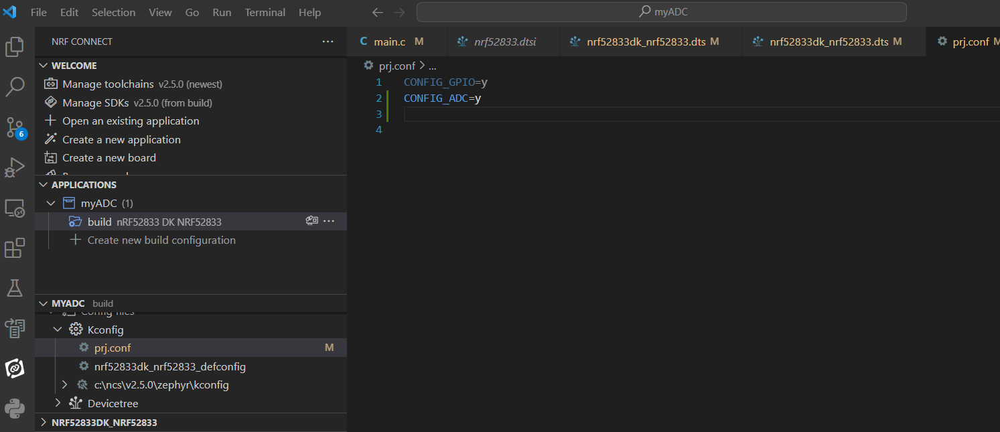 File Edit Selection View Go Run Terminal Help
myADC
NRF CONNECT
WELCOME
Manage toolchains v2.5.0 (newest)
Manage SDKs v2.5.0 (from build)
Open an existing application
Create a new application
Create a new board
APPLICATIONS
myADC (1)
build nRF52833 DK NRF52833
Create new build configuration
MYADC build
Config files
Kconfig
prj.conf M
nrf52833dk_nrf52833_defconfig
c:\ncs\v2.5.0\zephyr\kconfig
Devicetree
NRF52833DK_NRF52833
6
C main.c M
nrf52833.dtsi
nrf52833dk_nrf52833.dts M
nrf52833dk_nrf52833.dts M
prj.conf M
prj.conf > ...
1 CONFIG_GPIO=y
2 CONFIG_ADC=y
3
4